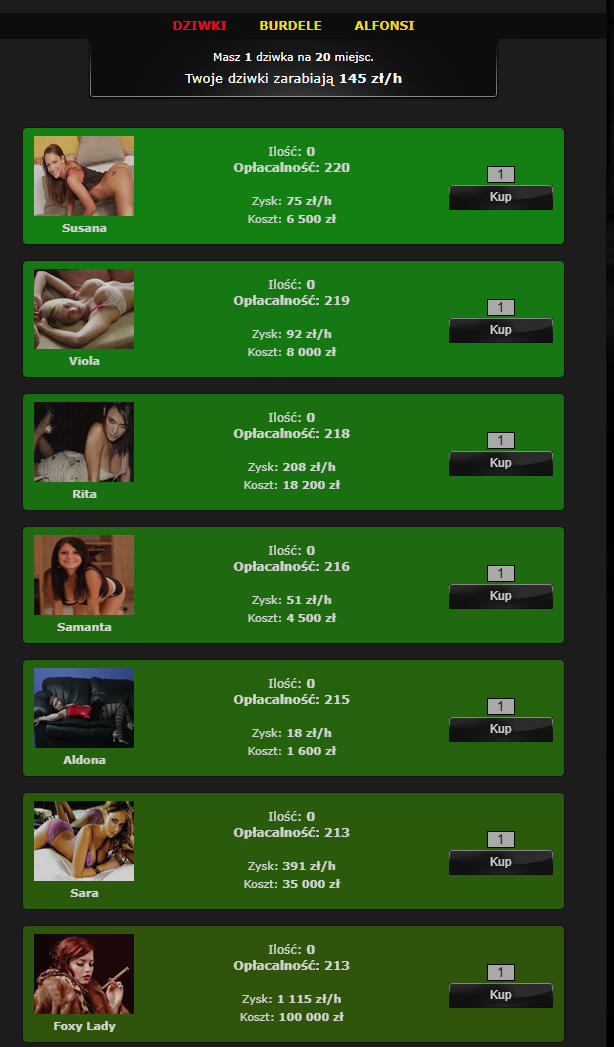 DZIWKI BURDELE ALFONSI
Masz 1 dziwka na 20 miejsc.
Twoje dziwki zarabiają 145 zł/h
Ilość: 0
Opłacalność: 220
Zysk: 75 zł/h
Koszt: 6 500 zł
Susana
1
Kup
Ilość: 0
Opłacalność: 219
Zysk: 92 zł/h
Koszt: 8 000 zł
Viola
1
Kup
Ilość: 0
Opłacalność: 218
Zysk: 208 zł/h
Koszt: 18 200 zł
Rita
1
Kup
Ilość: 0
Opłacalność: 216
Zysk: 51 zł/h
Koszt: 4 500 zł
Samanta
1
Kup
Ilość: 0
Opłacalność: 215
Zysk: 18 zł/h
Koszt: 1 600 zł
Aldona
1
Kup
Ilość: 0
Opłacalność: 213
Zysk: 391 zł/h
Koszt: 35 000 zł
Sara
1
Kup
Ilość: 0
Opłacalność: 213
Zysk: 1 115 zł/h
Koszt: 100 000 zł
Foxy Lady
1
Kup